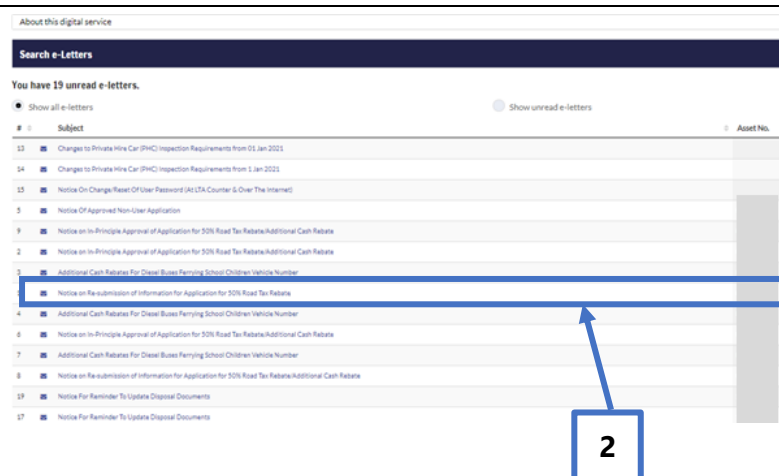 About this digital service
Search e-Letters
You have 19 unread e-letters.
Show all e-letters Show unread e-letters
# Subject Asset No.
13 Changes to Private Hire Car (PHC) Inspection Requirements from 01 Jan 2021
14 Changes to Private Hire Car (PHC) Inspection Requirements from 1 Jan 2021
15 Notice On Change/Reset Of User Password (At LTA Counter & Over The Internet)
5 Notice Of Approved Non-User Application
9 Notice on In-Principle Approval of Application for 50% Road Tax Rebate/Additional Cash Rebate
2 Notice on In-Principle Approval of Application for 50% Road Tax Rebate/Additional Cash Rebate
3 Additional Cash Rebates For Diesel Buses Ferrying School Children Vehicle Number
Notice on Re-submission of Information for Application for 50% Road Tax Rebate
4 Additional Cash Rebates For Diesel Buses Ferrying School Children Vehicle Number
6 Notice on In-Principle Approval of Application for 50% Road Tax Rebate/Additional Cash Rebate
7 Additional Cash Rebates For Diesel Buses Ferrying School Children Vehicle Number
8 Notice on Re-submission of Information for Application for 50% Road Tax Rebate/Additional Cash Rebate
19 Notice For Reminder To Update Disposal Documents
17 Notice For Reminder To Update Disposal Documents
2